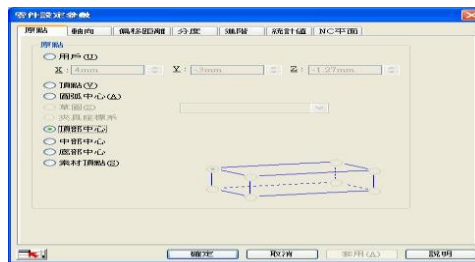 零件設定參數
原點 軸向 偏移距離 分度 進階 統計值 NC平面
原點
用戶(U)
X: 4mm Y: -3mm Z: -1.27mm
頂點(V)
圓弧中心(A)
草圖(S)
夾具座標系
頂部中心
中部中心
底部中心
素材頂點(S)
確定 取消 套用(A) 說明